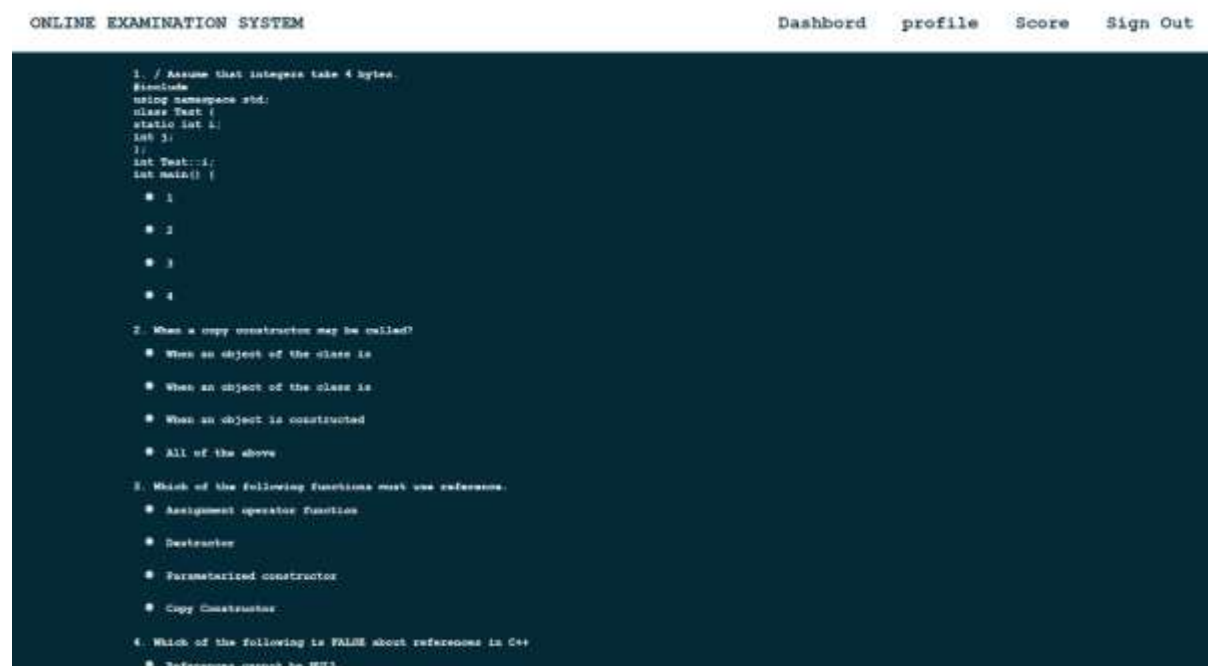 ONLINE EXAMINATION SYSTEM Dashbord profile Score Sign Out
1. / Assume that integers take 4 bytes.
#include
using namespace std;
class Test {
static int i;
int j;
};
int Test::i;
int main() {
1
2
3
4
2. When a copy constructor may be called?
When an object of the class is
When an object of the class is
When an object is constructed
All of the above
3. Which of the following functions must use reference.
Assignment operator function
Destructor
Parameterized constructor
Copy Constructor
4. Which of the following is FALSE about references in C++
References cannot be NULL